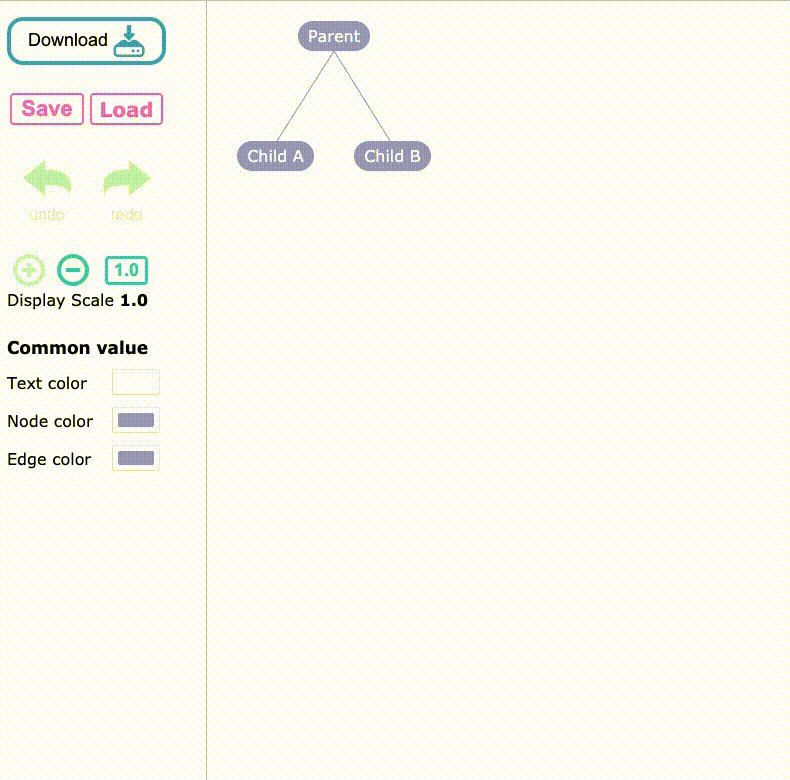 Download
Save Load
undo redo
1.0
Display Scale 1.0
Common value
Text color
Node color
Edge color
Parent
Child A Child B